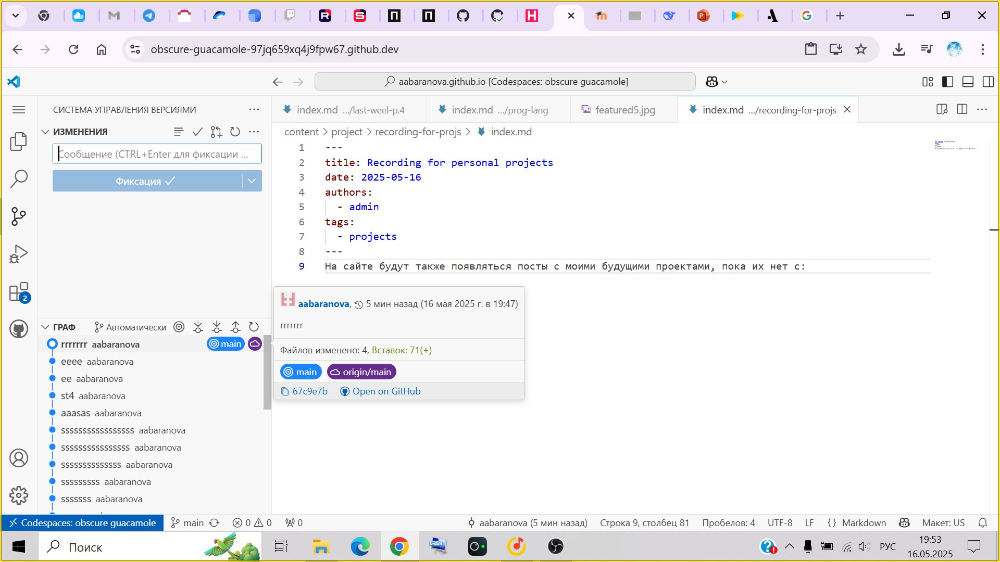 obscure-guacamole-97jq659xq4j9fpw67.github.dev
aabaranova.github.io [Codespaces: obscure guacamole]
СИСТЕМА УПРАВЛЕНИЯ ВЕРСИЯМИ
ИЗМЕНЕНИЯ
Сообщение (CTRL+Enter для фиксации ...
Фиксация
2
ГРАФ Автоматически
rrrrrrr aabaranova main
eeee aabaranova
ee aabaranova
st4 aabaranova
aaasas aabaranova
sssssssssssssssss aabaranova
ssssssssssssssss aabaranova
ssssssssssssss aabaranova
sssssssss aabaranova
sssssss aabaranova
index.md .../last-weel-p.4
index.md .../prog-lang
featured5.jpg
index.md .../recording-for-projs
content > project > recording-for-projs > index.md
1 ---
2 title: Recording for personal projects
3 date: 2025-05-16
4 authors:
5 - admin
6 tags:
7 - projects
8 ---
9 На сайте будут также появляться посты с моими будущими проектами, пока их нет с:
aabaranova, 5 мин назад (16 мая 2025 г. в 19:47)
rrrrrrr
Файлов изменено: 4, Вставок: 71(+)
main origin/main
67c9e7b Open on GitHub
Codespaces: obscure guacamole main 0 0 0 aabaranova (5 мин назад) Строка 9, столбец 81 Пробелов: 4 UTF-8 LF {} Markdown Макет: US
Поиск
РУС
19:53
16.05.2025